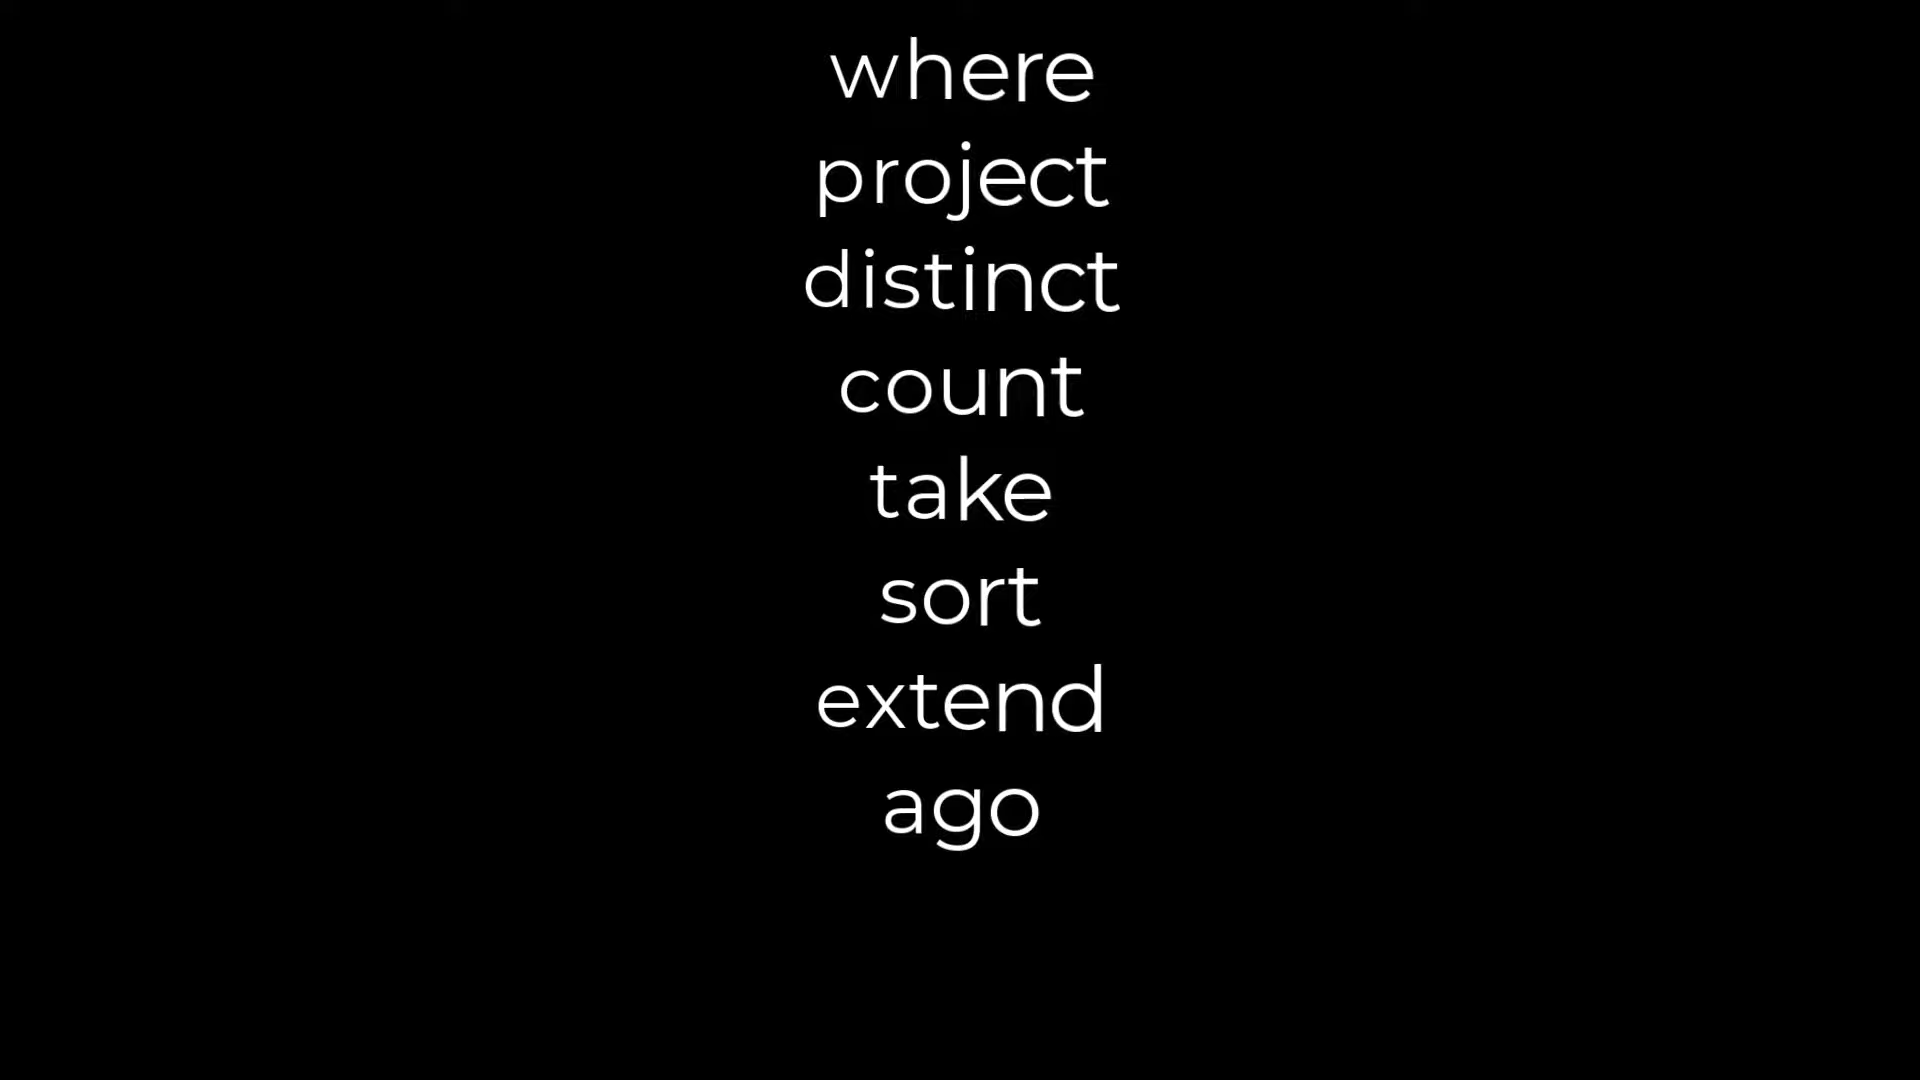 where
project
distinct
count
take
sort
extend
ago